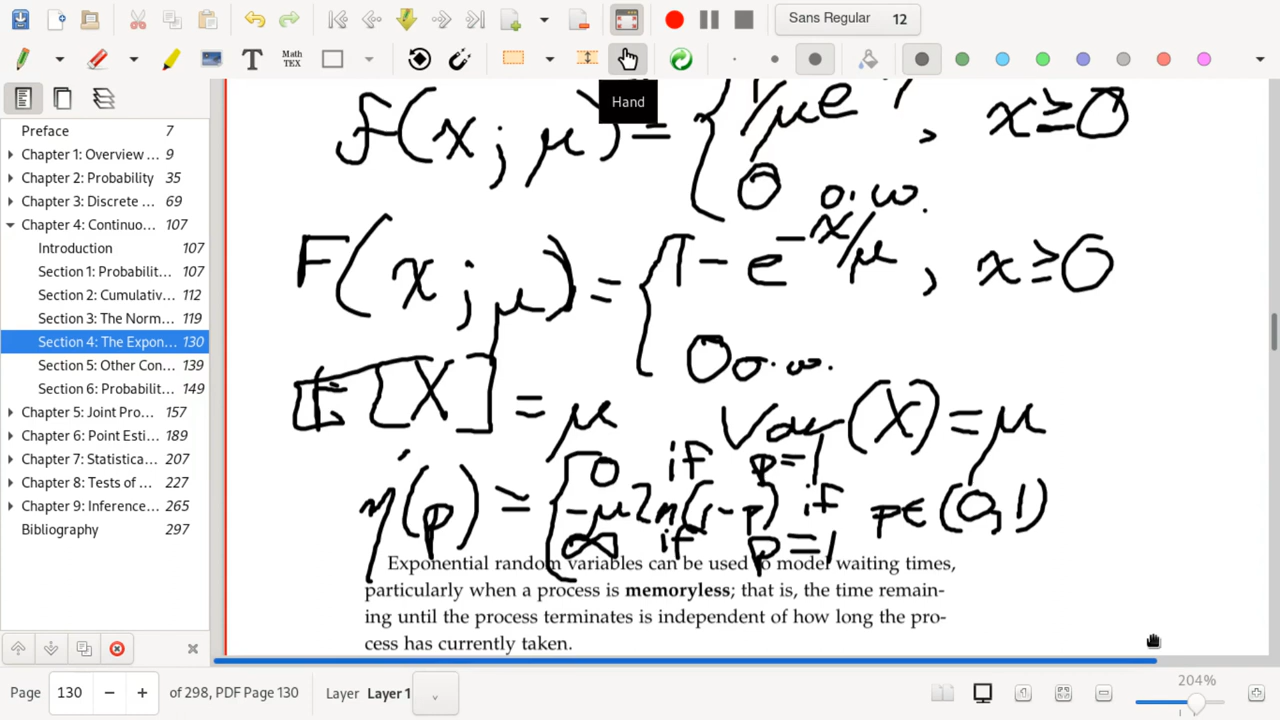 Sans Regular 12
T Math TEX
Hand
Preface 7
Chapter 1: Overview ... 9
Chapter 2: Probability 35
Chapter 3: Discrete ... 69
Chapter 4: Continuo... 107
Introduction 107
Section 1: Probabilit... 107
Section 2: Cumulativ... 112
Section 3: The Norm... 119
Section 4: The Expon... 130
Section 5: Other Con... 139
Section 6: Probabilit... 149
Chapter 5: Joint Pro... 157
Chapter 6: Point Esti... 189
Chapter 7: Statistica... 207
Chapter 8: Tests of ... 227
Chapter 9: Inference... 265
Bibliography 297
f(x; μ) = { 1/μ e , x ≥ 0
0 o.w.
F(x; μ) = { 1 - e^{-x/μ} , x ≥ 0
0 o.w.
E[X] = μ Var(X) = μ
η(p) = { 0 if p=1
-μ ln(1-p) if p∈(0,1)
∞ if p=1
Exponential random variables can be used to model waiting times,
particularly when a process is memoryless; that is, the time remain-
ing until the process terminates is independent of how long the pro-
cess has currently taken.
Page 130 of 298, PDF Page 130 Layer Layer 1 204%